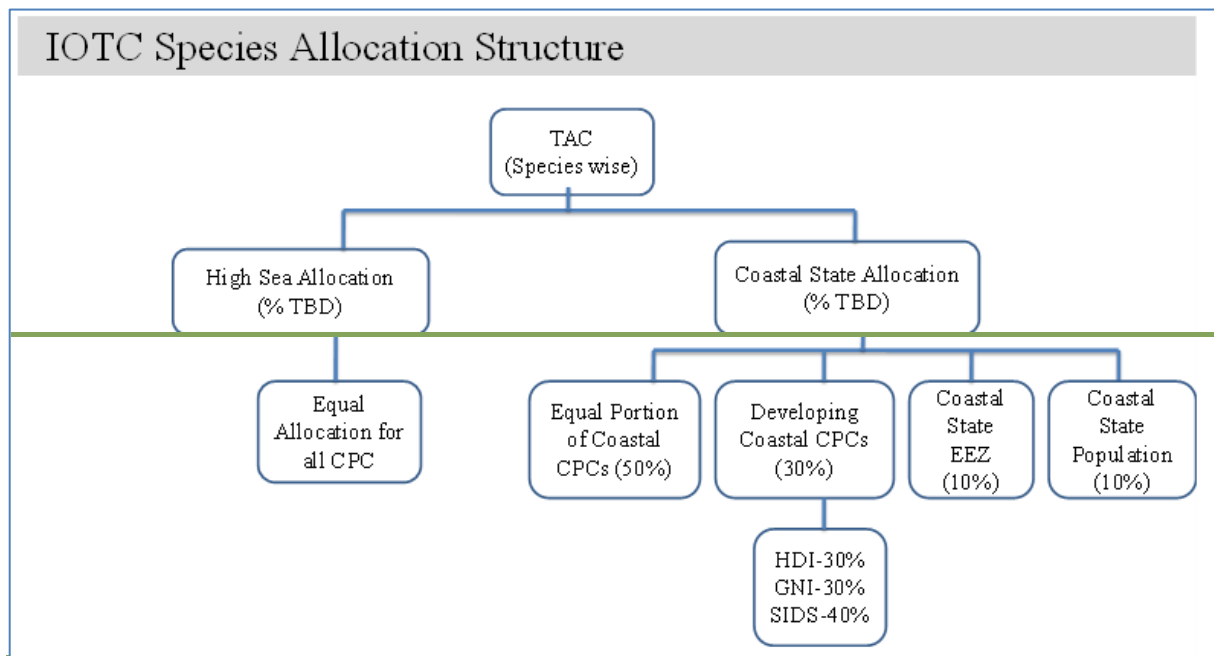 IOTC Species Allocation Structure
TAC
(Species wise)
High Sea Allocation
(% TBD)
Coastal State Allocation
(% TBD)
Equal
Allocation for
all CPC
Equal Portion
of Coastal
CPCs (50%)
Developing
Coastal CPCs
(30%)
Coastal
State
EEZ
(10%)
Coastal
State
Population
(10%)
HDI-30%
GNI-30%
SIDS-40%